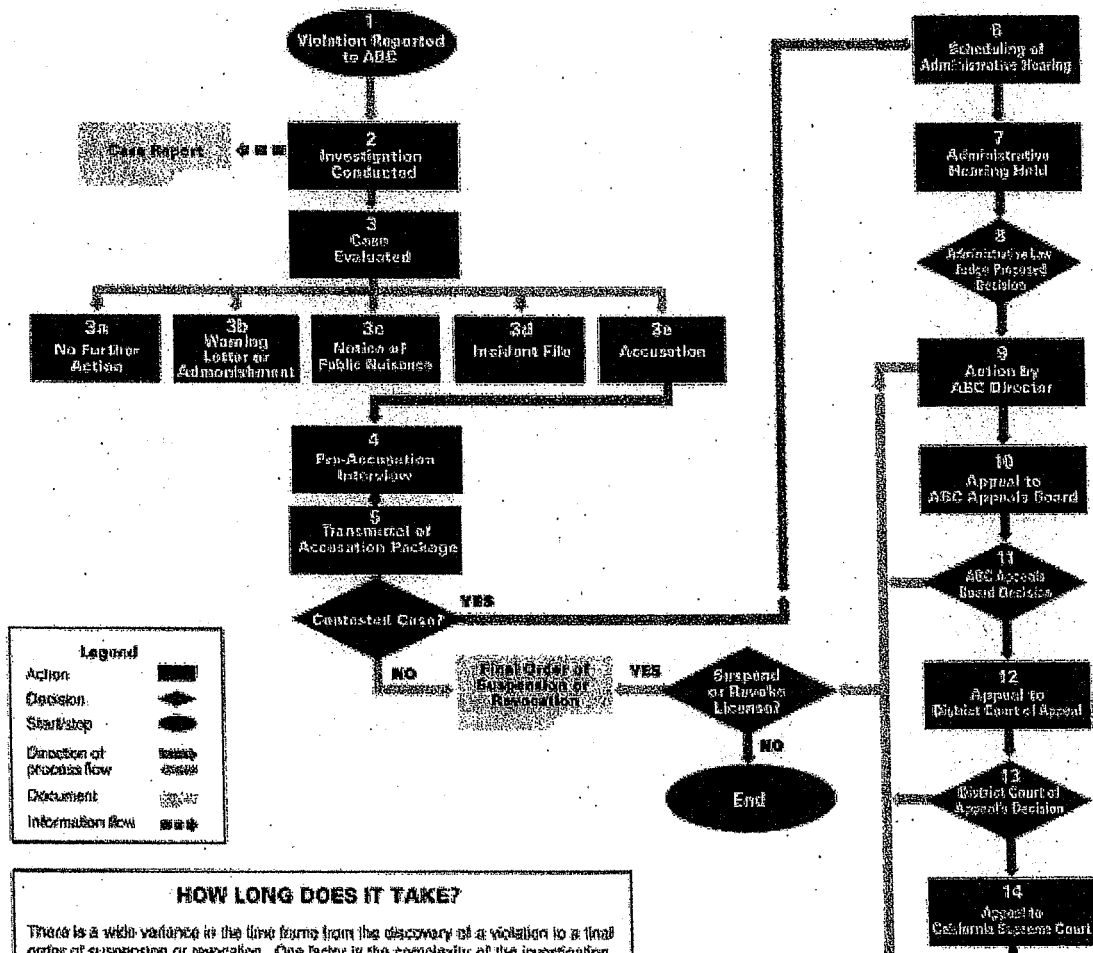 1
Violation Reported
to ABC
Case Report
2
Investigation
Conducted
3
Case
Evaluated
3a
No Further
Action
3b
Warning
Letter or
Admonishment
3c
Notice of
Public Nuisance
3d
Incident File
3e
Accusation
4
Pre-Accusation
Interview
5
Transmittal of
Accusation Package
Contested Case?
YES
NO
Final Order of
Suspension or
Revocation
YES
Suspend
or Revoke
License?
NO
End
6
Scheduling of
Administrative Hearing
7
Administrative
Hearing Held
8
Administrative Law
Judge Proposed
Decision
9
Action by
ABC Director
10
Appeal to
ABC Appeals Board
11
ABC Appeals
Board Decision
12
Appeal to
District Court of Appeal
13
District Court of
Appeal's Decision
14
Appeal to
California Supreme Court
Legend
Action
Decision
Start/stop
Direction of
process flow
Document
Information flow
HOW LONG DOES IT TAKE?
There is a wide variance in the time frame from the discovery of a violation to a final
order of suspension or revocation. One factor is the complexity of the investigation.